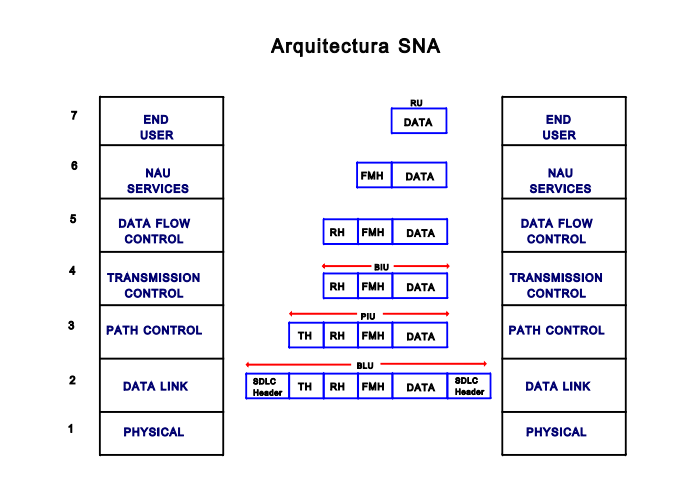 Arquitectura SNA
RU
7
END
USER
DATA
END
USER
6
NAU
SERVICES
FMH
DATA
NAU
SERVICES
5
DATA FLOW
CONTROL
RH
FMH
DATA
DATA FLOW
CONTROL
4
BIU
TRANSMISSION
CONTROL
RH
FMH
DATA
TRANSMISSION
CONTROL
PIU
3
PATH CONTROL
TH
RH
FMH
DATA
PATH CONTROL
BLU
2
DATA LINK
SDLC
Header
TH
RH
FMH
DATA
SDLC
Header
DATA LINK
1
PHYSICAL
PHYSICAL